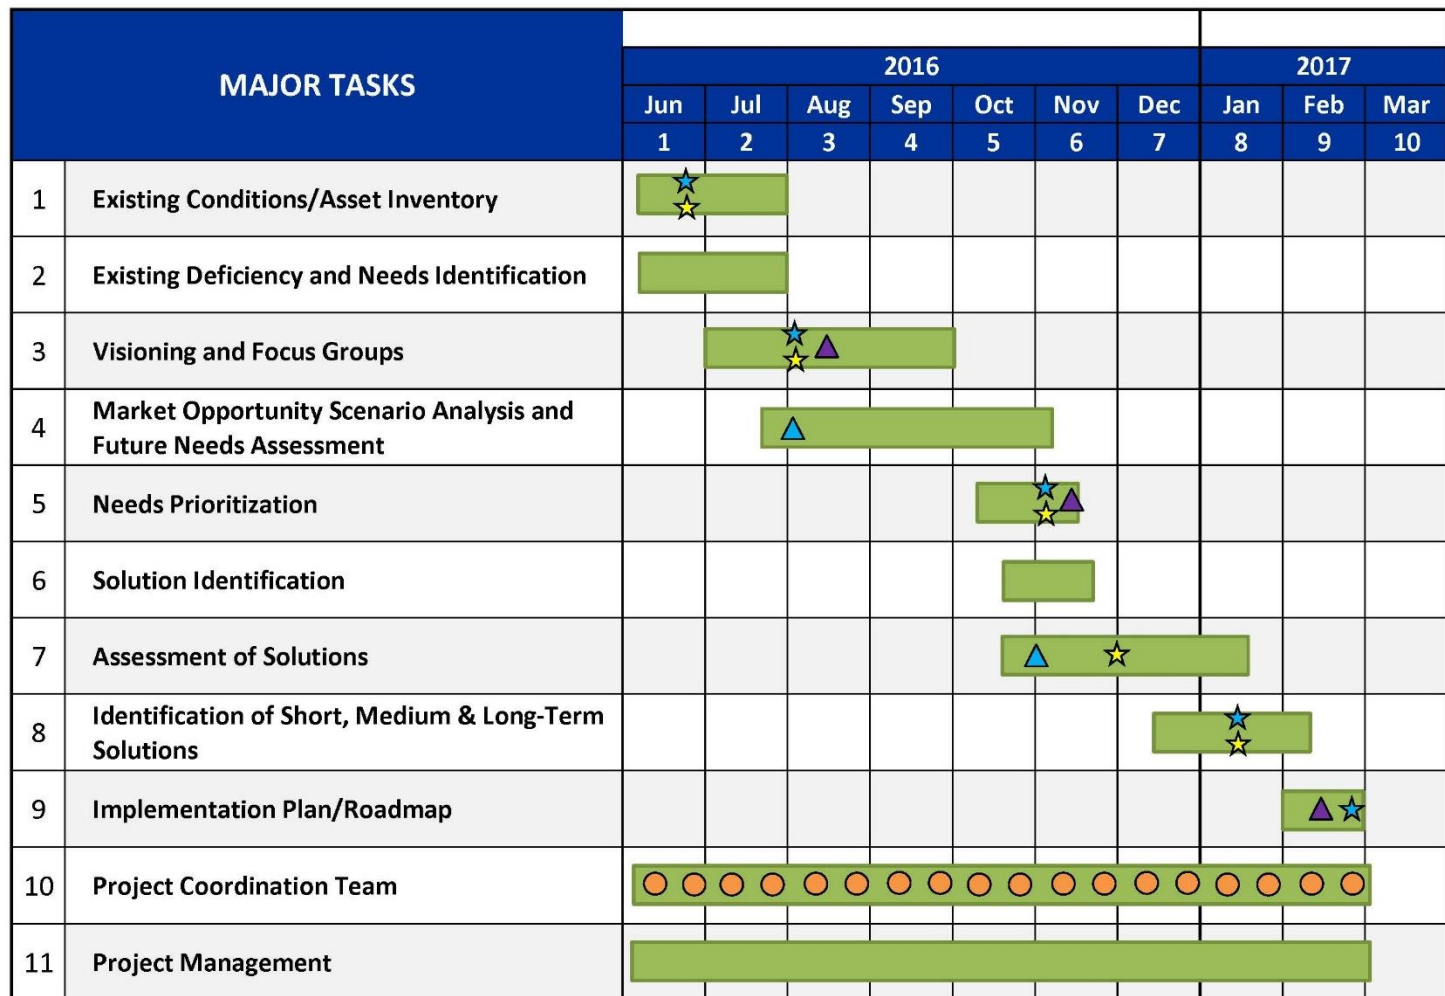 MAJOR TASKS
2016 2017
Jun Jul Aug Sep Oct Nov Dec Jan Feb Mar
1 2 3 4 5 6 7 8 9 10
1 Existing Conditions/Asset Inventory
2 Existing Deficiency and Needs Identification
3 Visioning and Focus Groups
4 Market Opportunity Scenario Analysis and
Future Needs Assessment
5 Needs Prioritization
6 Solution Identification
7 Assessment of Solutions
8 Identification of Short, Medium & Long-Term
Solutions
9 Implementation Plan/Roadmap
10 Project Coordination Team
11 Project Management